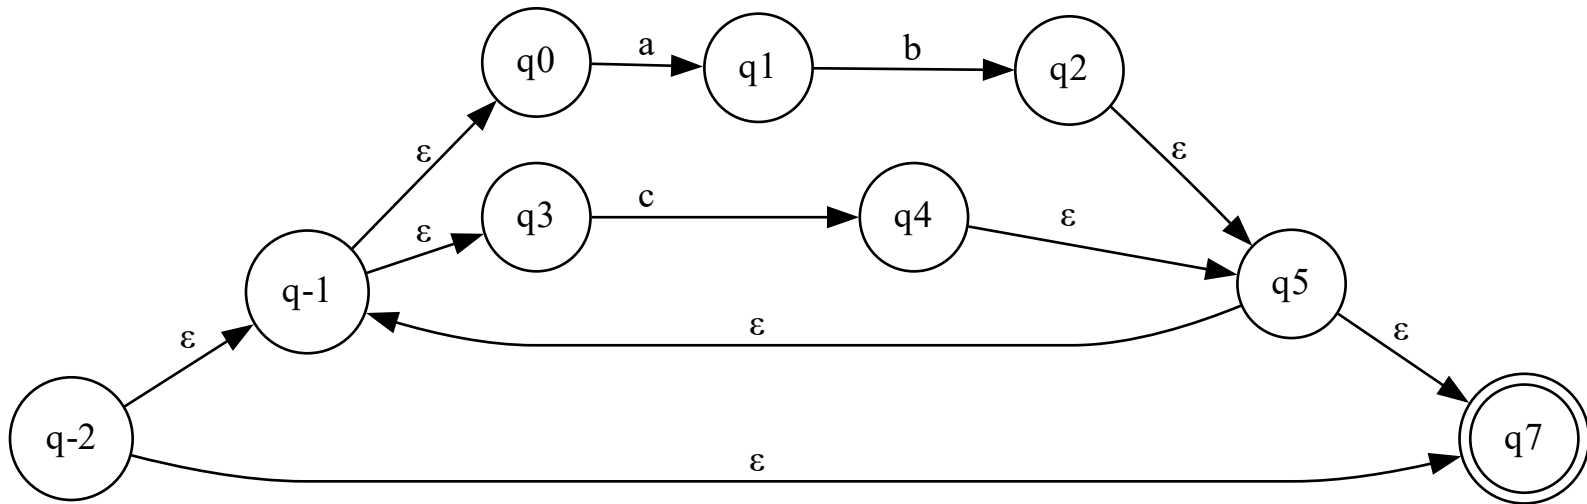 q0 a q1 b q2
ε ε
q3 c q4 ε
ε
q-1 q5
ε ε ε
q-2 ε q7